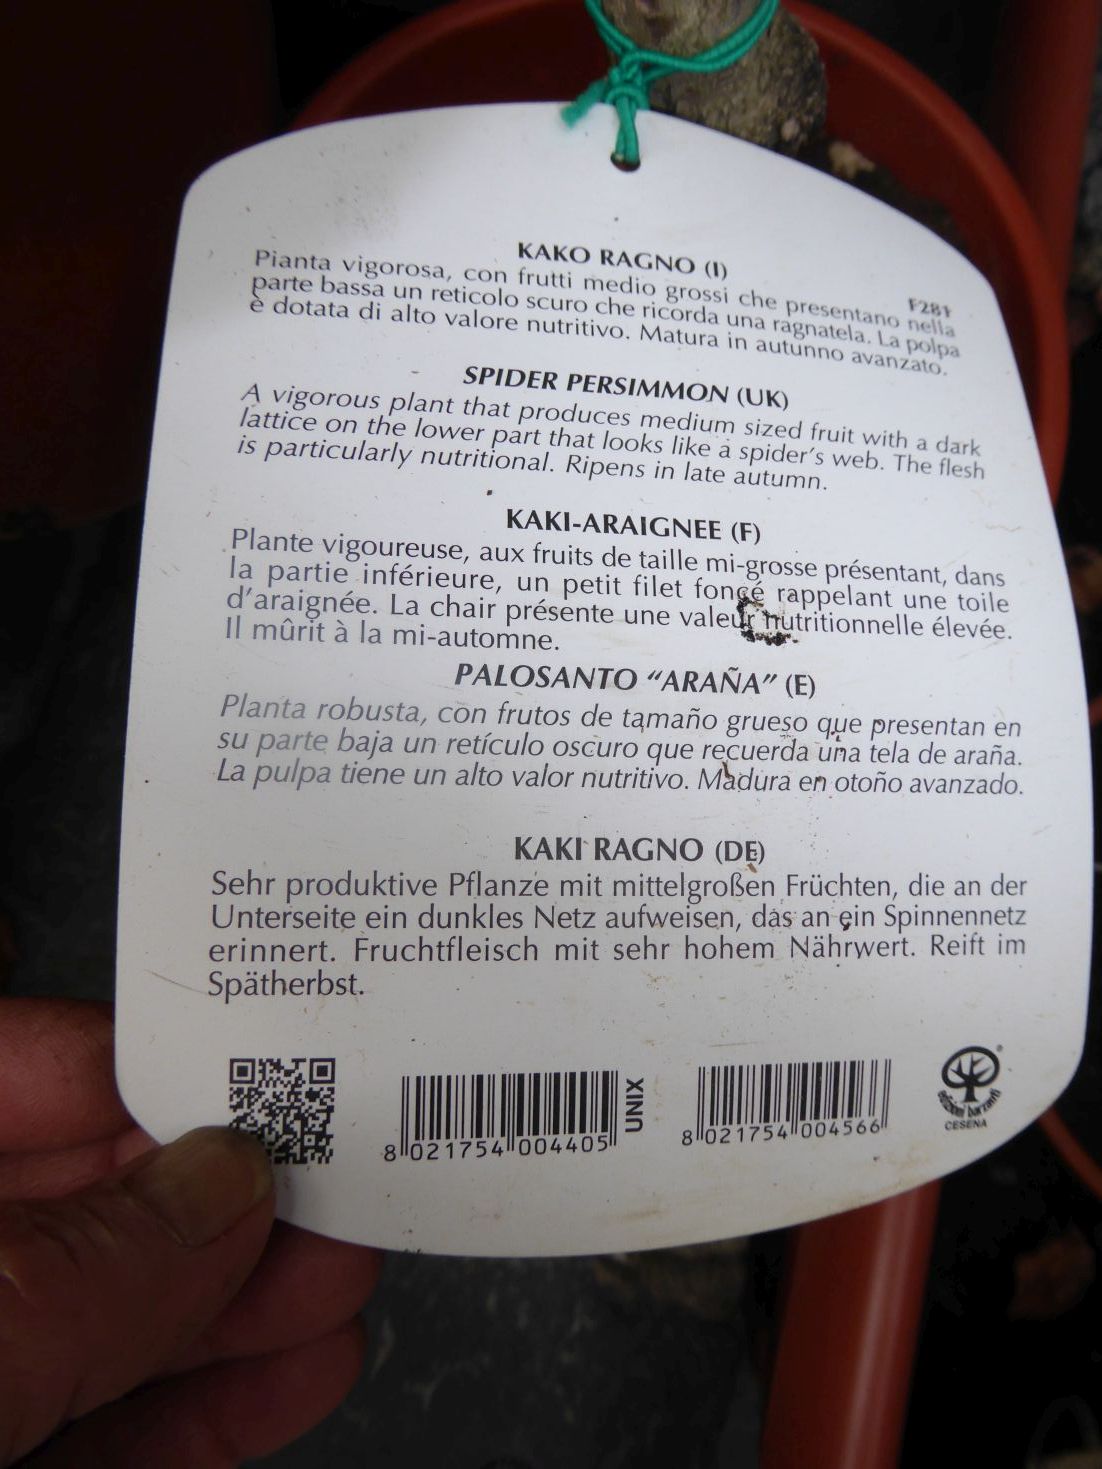 KAKO RAGNO (I)
F281
Pianta vigorosa, con frutti medio grossi che presentano nella
parte bassa un reticolo scuro che ricorda una ragnatela. La polpa
è dotata di alto valore nutritivo. Matura in autunno avanzato.
SPIDER PERSIMMON (UK)
A vigorous plant that produces medium sized fruit with a dark
lattice on the lower part that looks like a spider's web. The flesh
is particularly nutritional. Ripens in late autumn.
KAKI-ARAIGNEE (F)
Plante vigoureuse, aux fruits de taille mi-grosse présentant, dans
la partie inférieure, un petit filet foncé rappelant une toile
d'araignée. La chair présente une valeur nutritionnelle élevée.
Il mûrit à la mi-automne.
PALOSANTO “ARAÑA” (E)
Planta robusta, con frutos de tamaño grueso que presentan en
su parte baja un retículo oscuro que recuerda una tela de araña.
La pulpa tiene un alto valor nutritivo. Madura en otoño avanzado.
KAKI RAGNO (DE)
Sehr produktive Pflanze mit mittelgroßen Früchten, die an der
Unterseite ein dunkles Netz aufweisen, das an ein Spinnennetz
erinnert. Fruchtfleisch mit sehr hohem Nährwert. Reift im
Spätherbst.
8 021754 004405
UNIX
8 021754 004566
edizioni barzanti
CESENA